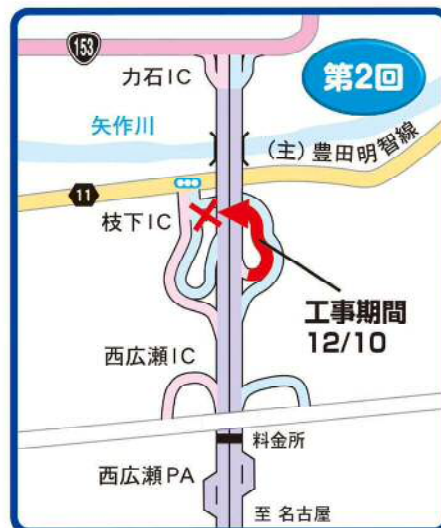 153
力石IC
第2回
矢作川
(主)豊田明智線
11
枝下IC
工事期間
12/10
西広瀬IC
料金所
西広瀬PA
至 名古屋